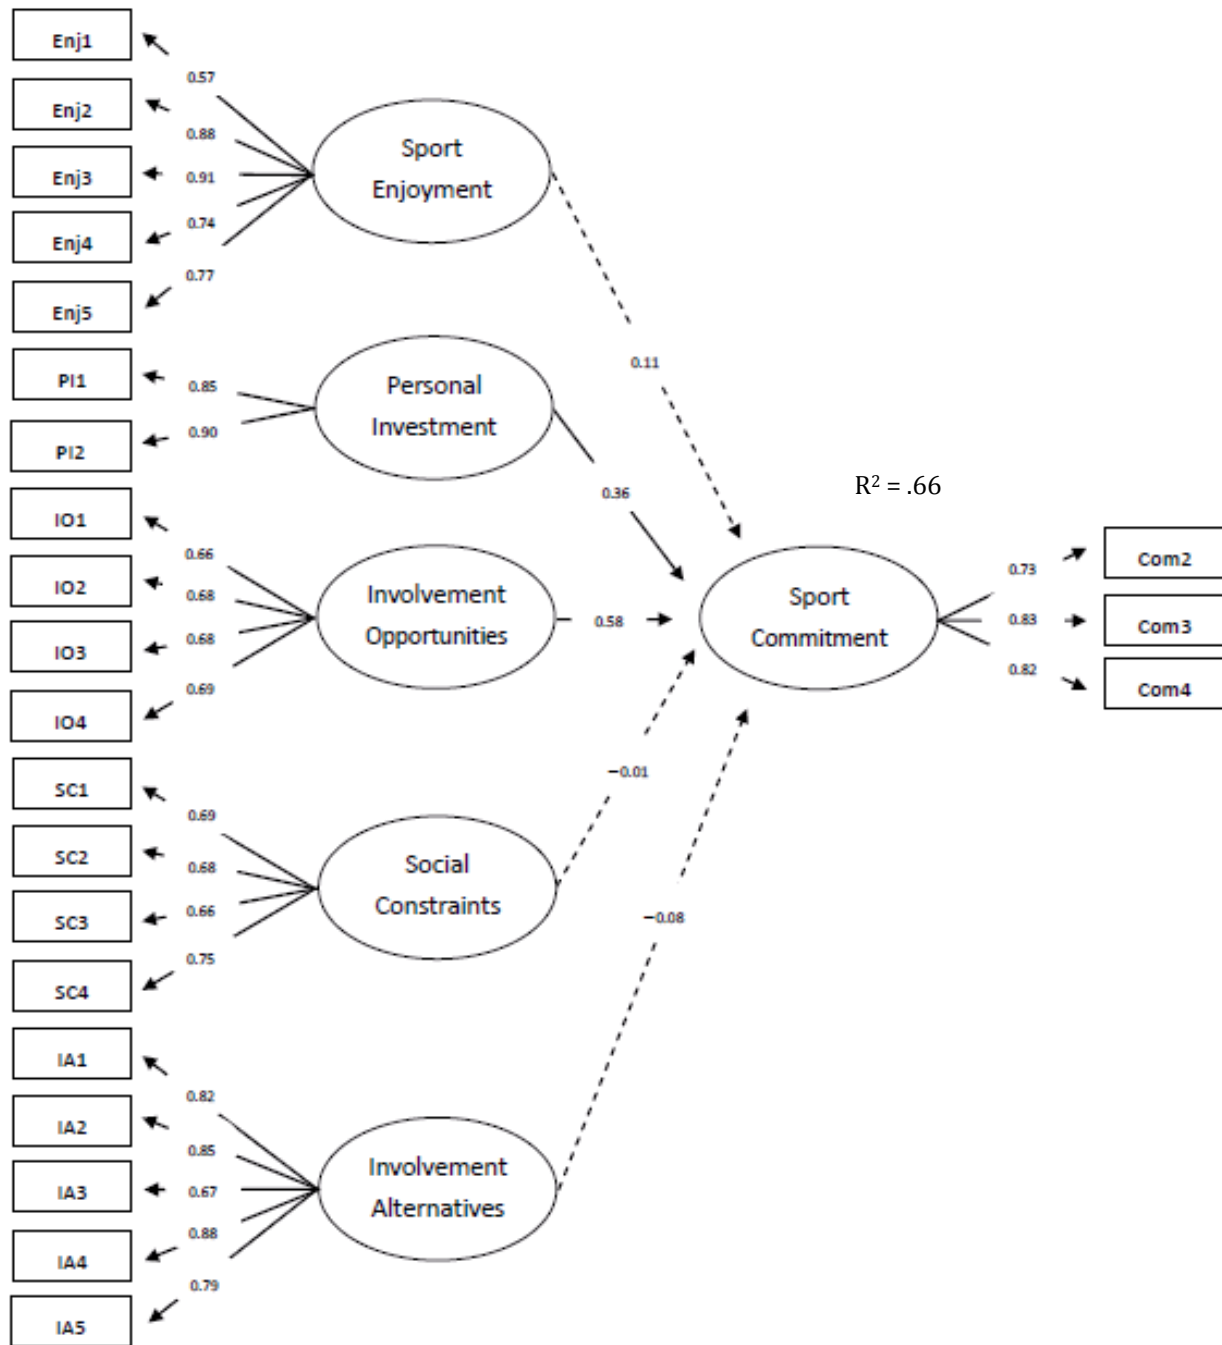 Enj1
0.57
Enj2
0.88
Enj3
0.91
Enj4
0.74
Enj5
0.77
Sport
Enjoyment
0.11
PI1
0.85
PI2
0.90
Personal
Investment
0.36
IO1
0.66
IO2
0.68
IO3
0.68
IO4
0.69
Involvement
Opportunities
0.58
SC1
0.69
SC2
0.68
SC3
0.66
SC4
0.75
Social
Constraints
−0.01
IA1
0.82
IA2
0.85
IA3
0.67
IA4
0.88
IA5
0.79
Involvement
Alternatives
−0.08
R² = .66
Sport
Commitment
0.73
Com2
0.83
Com3
0.82
Com4